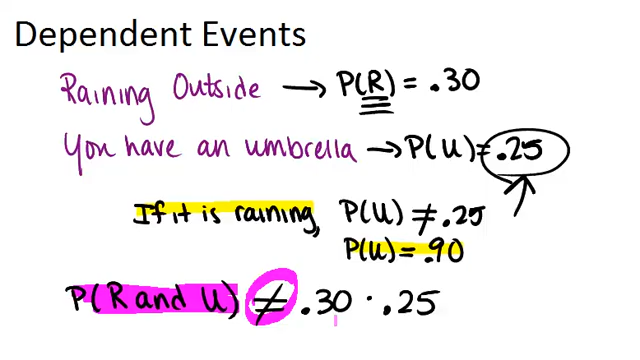 Dependent Events
Raining Outside → P(R) = .30
You have an umbrella → P(U) = .25
If it is raining, P(U) ≠ .25
P(U) = .90
P(R and U) ≠ .30 · .25